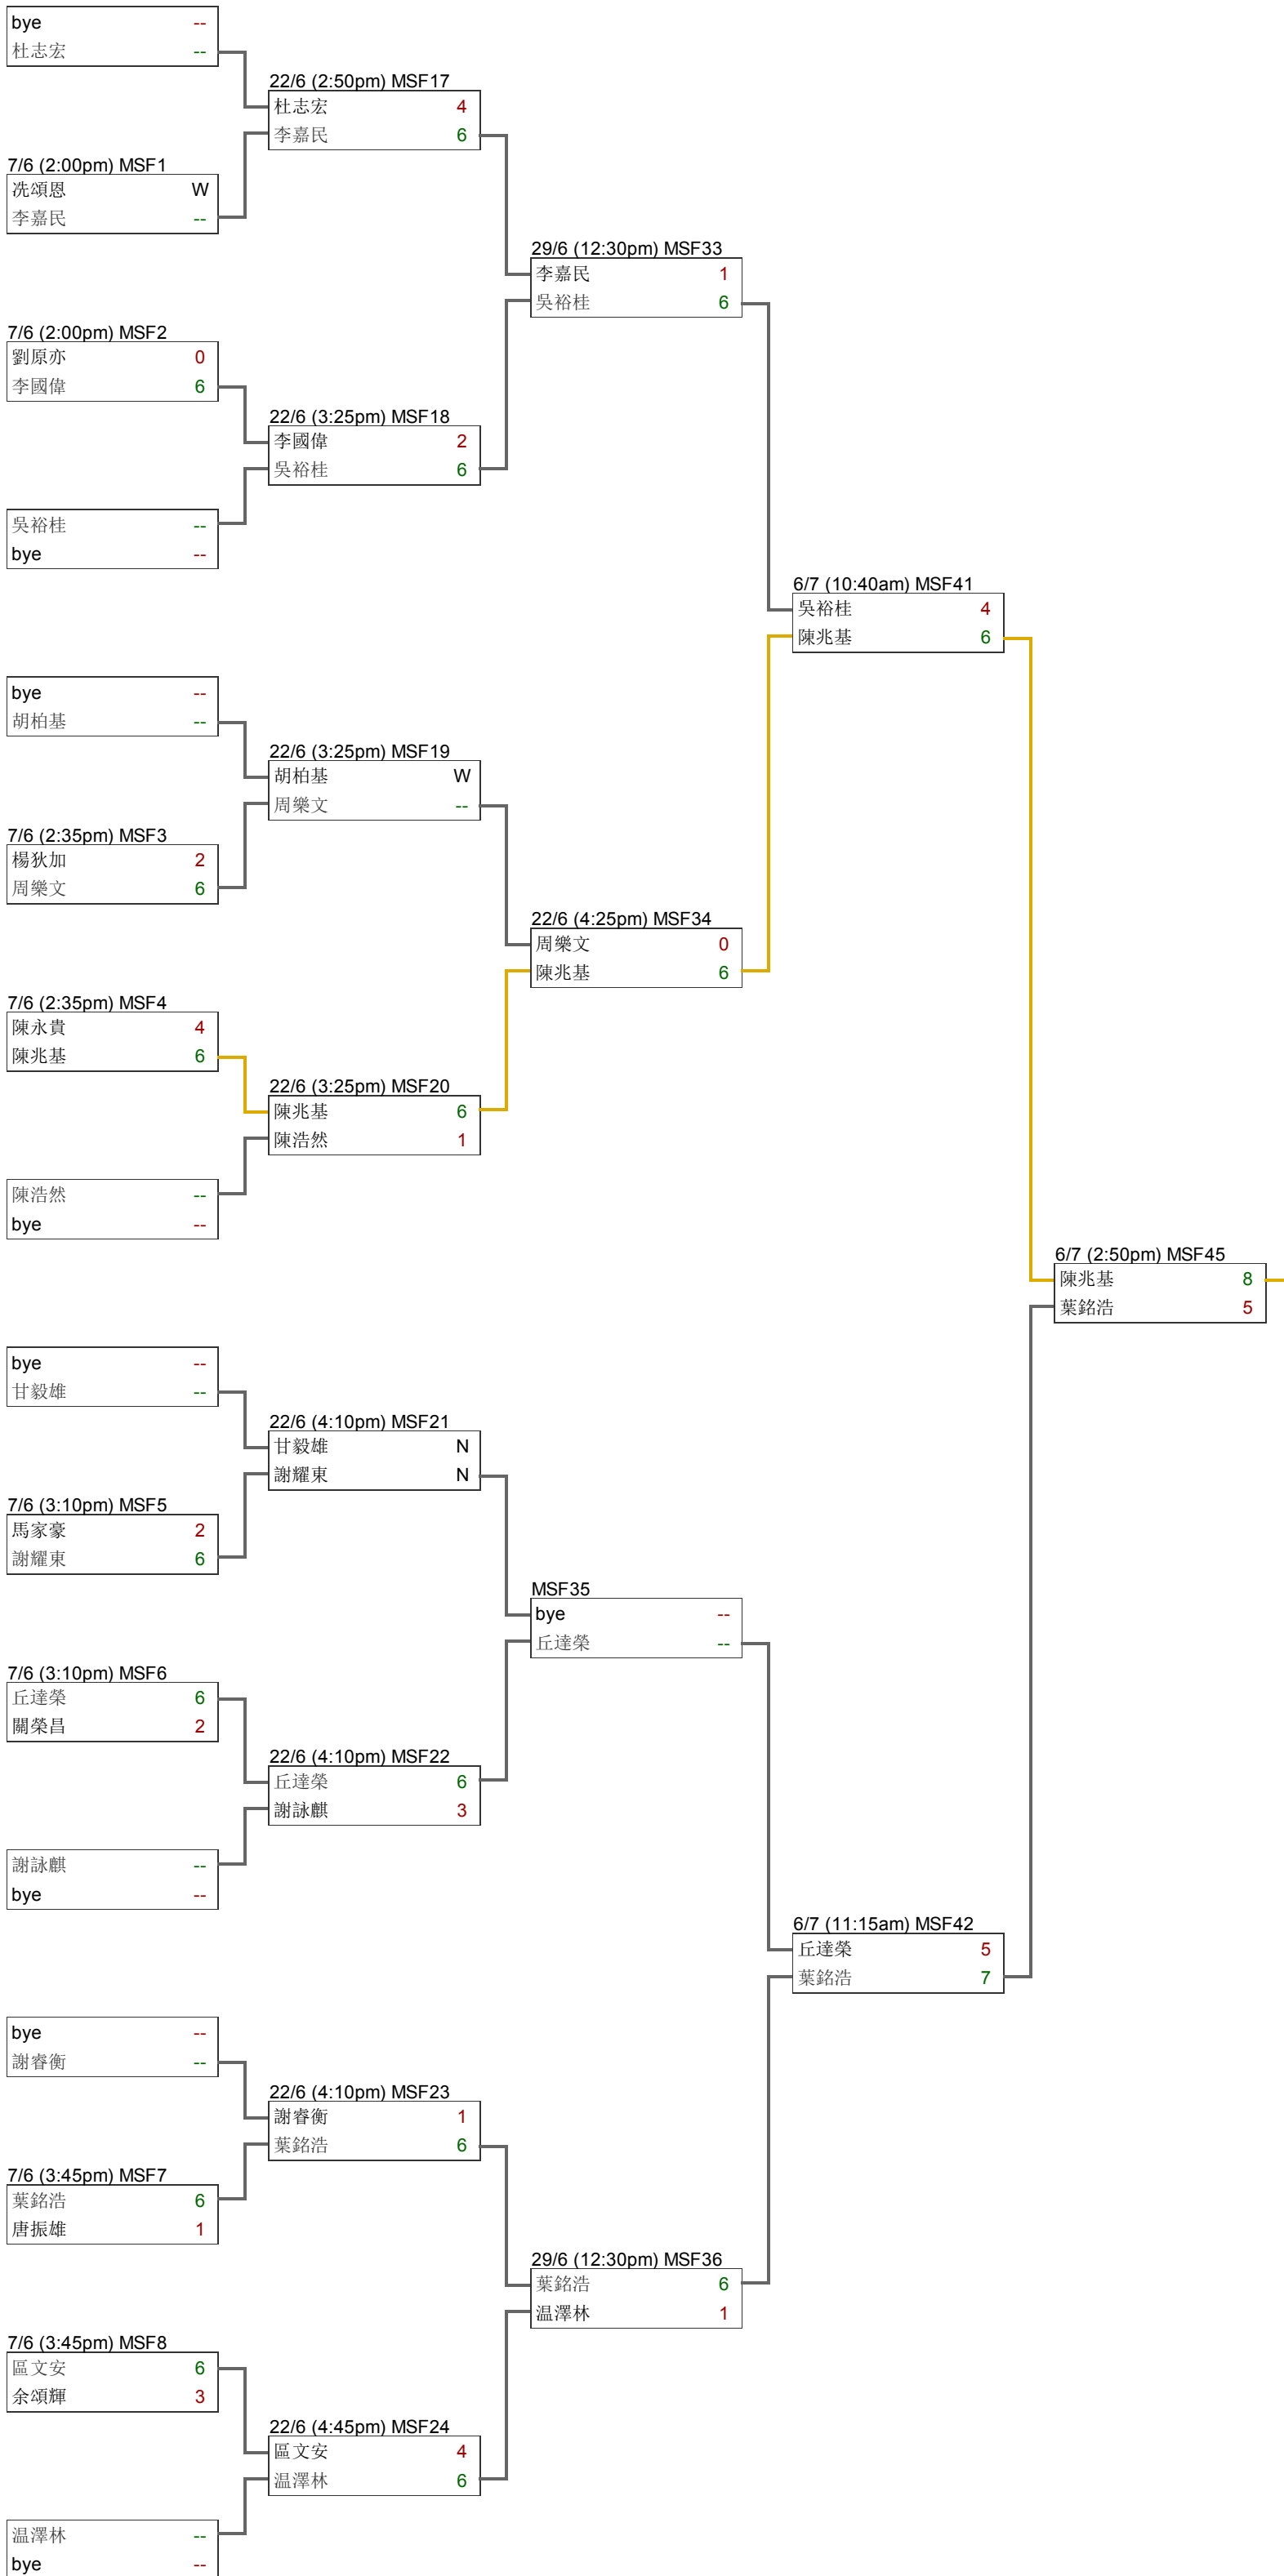 bye --
杜志宏 --
22/6 (2:50pm) MSF17
杜志宏 4
李嘉民 6
7/6 (2:00pm) MSF1
冼頌恩 W
李嘉民 --
29/6 (12:30pm) MSF33
李嘉民 1
吳裕桂 6
7/6 (2:00pm) MSF2
劉原亦 0
李國偉 6
22/6 (3:25pm) MSF18
李國偉 2
吳裕桂 6
吳裕桂 --
bye --
6/7 (10:40am) MSF41
吳裕桂 4
陳兆基 6
bye --
胡柏基 --
22/6 (3:25pm) MSF19
胡柏基 W
周樂文 --
7/6 (2:35pm) MSF3
楊狄加 2
周樂文 6
22/6 (4:25pm) MSF34
周樂文 0
陳兆基 6
7/6 (2:35pm) MSF4
陳永貴 4
陳兆基 6
22/6 (3:25pm) MSF20
陳兆基 6
陳浩然 1
陳浩然 --
bye --
6/7 (2:50pm) MSF45
陳兆基 8
葉銘浩 5
bye --
甘毅雄 --
22/6 (4:10pm) MSF21
甘毅雄 N
謝耀東 N
7/6 (3:10pm) MSF5
馬家豪 2
謝耀東 6
MSF35
bye --
丘達榮 --
7/6 (3:10pm) MSF6
丘達榮 6
關榮昌 2
22/6 (4:10pm) MSF22
丘達榮 6
謝詠麒 3
謝詠麒 --
bye --
6/7 (11:15am) MSF42
丘達榮 5
葉銘浩 7
bye --
謝睿衡 --
22/6 (4:10pm) MSF23
謝睿衡 1
葉銘浩 6
7/6 (3:45pm) MSF7
葉銘浩 6
唐振雄 1
29/6 (12:30pm) MSF36
葉銘浩 6
温澤林 1
7/6 (3:45pm) MSF8
區文安 6
余頌輝 3
22/6 (4:45pm) MSF24
區文安 4
温澤林 6
温澤林 --
bye --